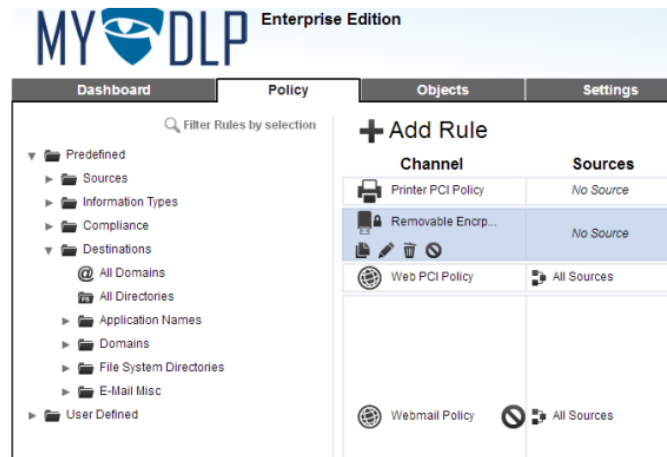 MY DLP Enterprise Edition
Dashboard Policy Objects Settings
Filter Rules by selection
Predefined
Sources
Information Types
Compliance
Destinations
@ All Domains
All Directories
Application Names
Domains
File System Directories
E-Mail Misc
User Defined
+ Add Rule
Channel Sources
Printer PCI Policy No Source
Removable Encrp... No Source
Web PCI Policy All Sources
Webmail Policy All Sources